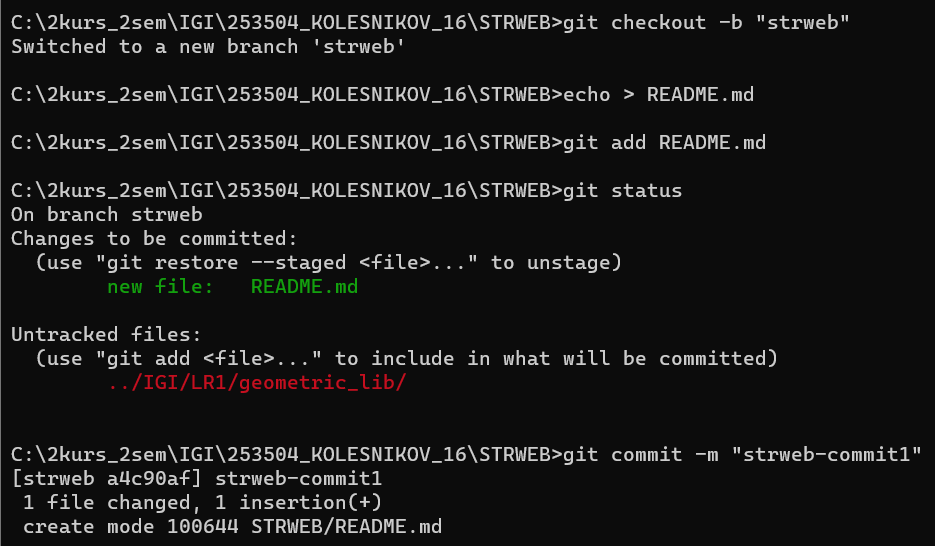 C:\2kurs_2sem\IGI\253504_KOLESNIKOV_16\STRWEB>git checkout -b "strweb"
Switched to a new branch 'strweb'
C:\2kurs_2sem\IGI\253504_KOLESNIKOV_16\STRWEB>echo > README.md
C:\2kurs_2sem\IGI\253504_KOLESNIKOV_16\STRWEB>git add README.md
C:\2kurs_2sem\IGI\253504_KOLESNIKOV_16\STRWEB>git status
On branch strweb
Changes to be committed:
  (use "git restore --staged <file>..." to unstage)
        new file:   README.md
Untracked files:
  (use "git add <file>..." to include in what will be committed)
        ../IGI/LR1/geometric_lib/
C:\2kurs_2sem\IGI\253504_KOLESNIKOV_16\STRWEB>git commit -m "strweb-commit1"
[strweb a4c90af] strweb-commit1
 1 file changed, 1 insertion(+)
 create mode 100644 STRWEB/README.md